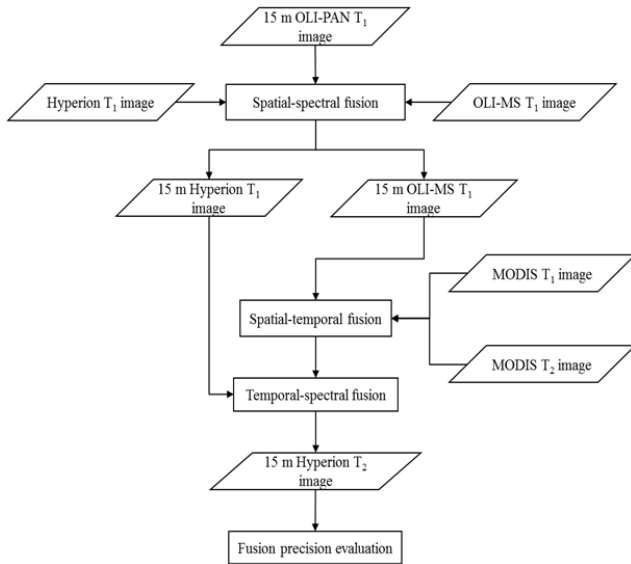 15 m OLI-PAN T₁
image
Hyperion T₁ image
Spatial-spectral fusion
OLI-MS T₁ image
15 m Hyperion T₁
image
15 m OLI-MS T₁
image
MODIS T₁ image
Spatial-temporal fusion
MODIS T₂ image
Temporal-spectral fusion
15 m Hyperion T₂
image
Fusion precision evaluation